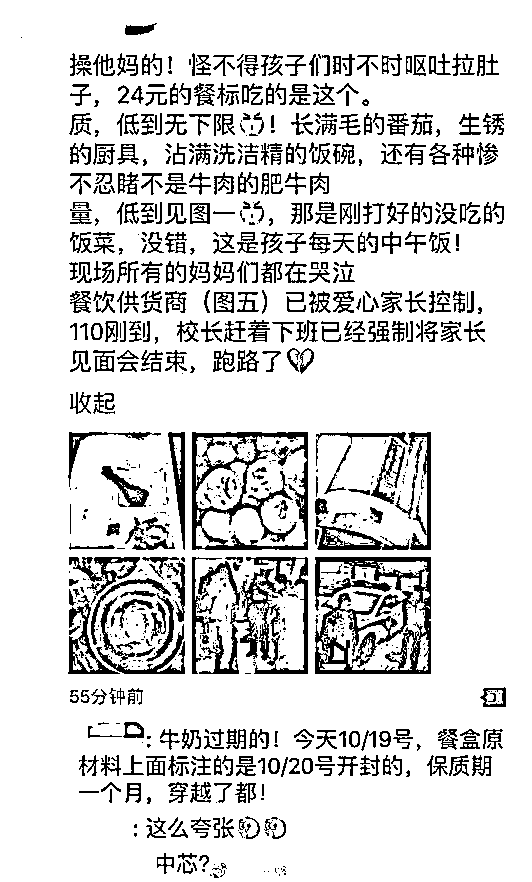 操他妈的！怪不得孩子们时不时呕吐拉肚
子，24元的餐标吃的是这个。
质，低到无下限！长满毛的番茄，生锈
的厨具，沾满洗洁精的饭碗，还有各种惨
不忍睹不是牛肉的肥牛肉
量，低到见图一，那是刚打好的没吃的
饭菜，没错，这是孩子每天的中午饭！
现场所有的妈妈们都在哭泣
餐饮供货商（图五）已被爱心家长控制，
110刚到，校长赶着下班已经强制将家长
见面会结束，跑路了💔
收起
55分钟前
：牛奶过期的！今天10/19号，餐盒原
材料上面标注的是10/20号开封的，保质期
一个月，穿越了都！
：这么夸张
中芯？